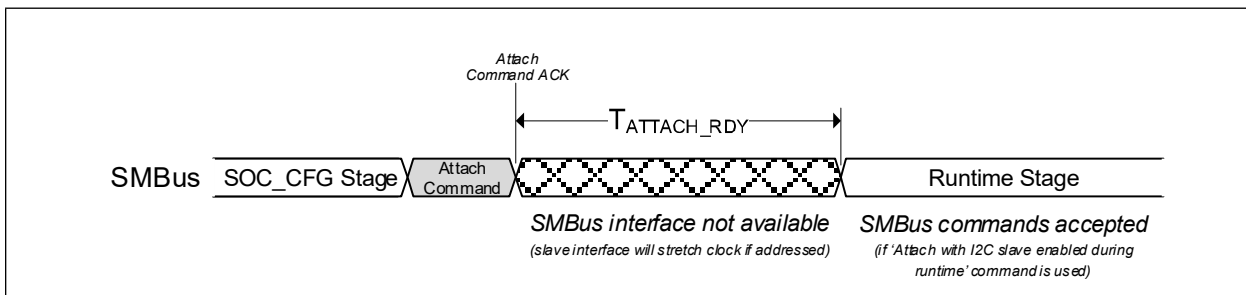 Attach
Command ACK
TATTACH_RDY
SMBus
SOC_CFG Stage
Attach
Command
Runtime Stage
SMBus interface not available
(slave interface will stretch clock if addressed)
SMBus commands accepted
(if ‘Attach with I2C slave enabled during
runtime’ command is used)